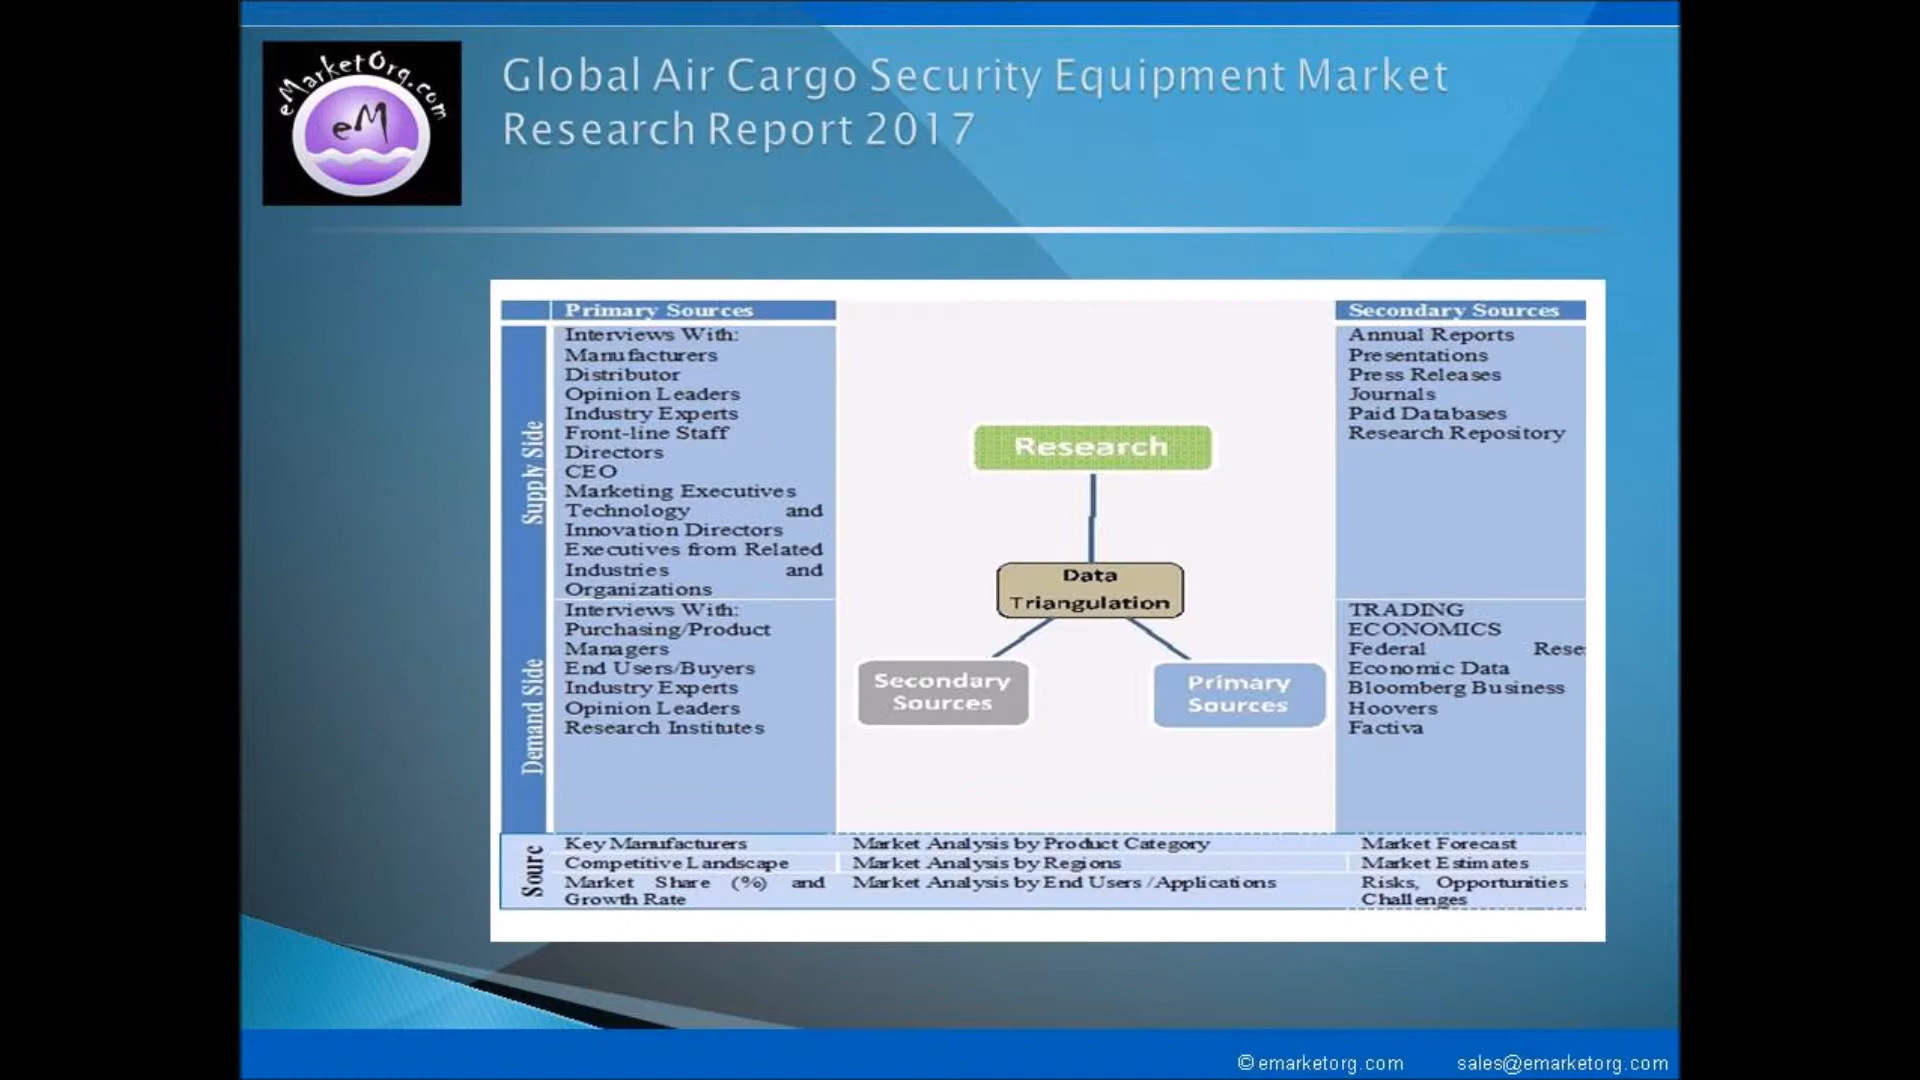 eMarketOrg.com
eM
Global Air Cargo Security Equipment Market
Research Report 2017
Primary Sources
Supply Side
Interviews With:
Manufacturers
Distributor
Opinion Leaders
Industry Experts
Front-line Staff
Directors
CEO
Marketing Executives
Technology and
Innovation Directors
Executives from Related
Industries and
Organizations
Demand Side
Interviews With:
Purchasing/Product
Managers
End Users/Buyers
Industry Experts
Opinion Leaders
Research Institutes
Research
Data
Triangulation
Secondary
Sources
Primary
Sources
Secondary Sources
Annual Reports
Presentations
Press Releases
Journals
Paid Databases
Research Repository
TRADING
ECONOMICS
Federal Rese
Economic Data
Bloomberg Business
Hoovers
Factiva
Sourc
Key Manufacturers
Competitive Landscape
Market Share (%) and
Growth Rate
Market Analysis by Product Category
Market Analysis by Regions
Market Analysis by End Users /Applications
Market Forecast
Market Estimates
Risks, Opportunities
Challenges
© emarketorg.com sales@emarketorg.com